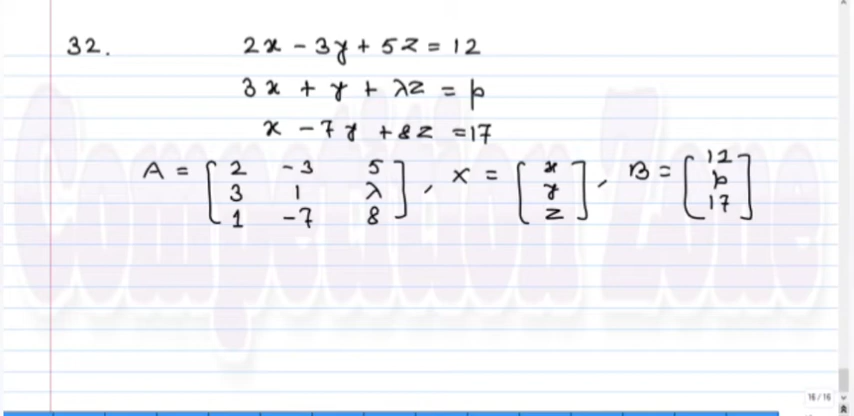 32. 2x - 3y + 5z = 12
3x + y + λz = p
x - 7y + 8z = 17
A = [2 -3 5; 3 1 λ; 1 -7 8], X = [x; y; z], B = [12; p; 17]
Competition Zone
16/16